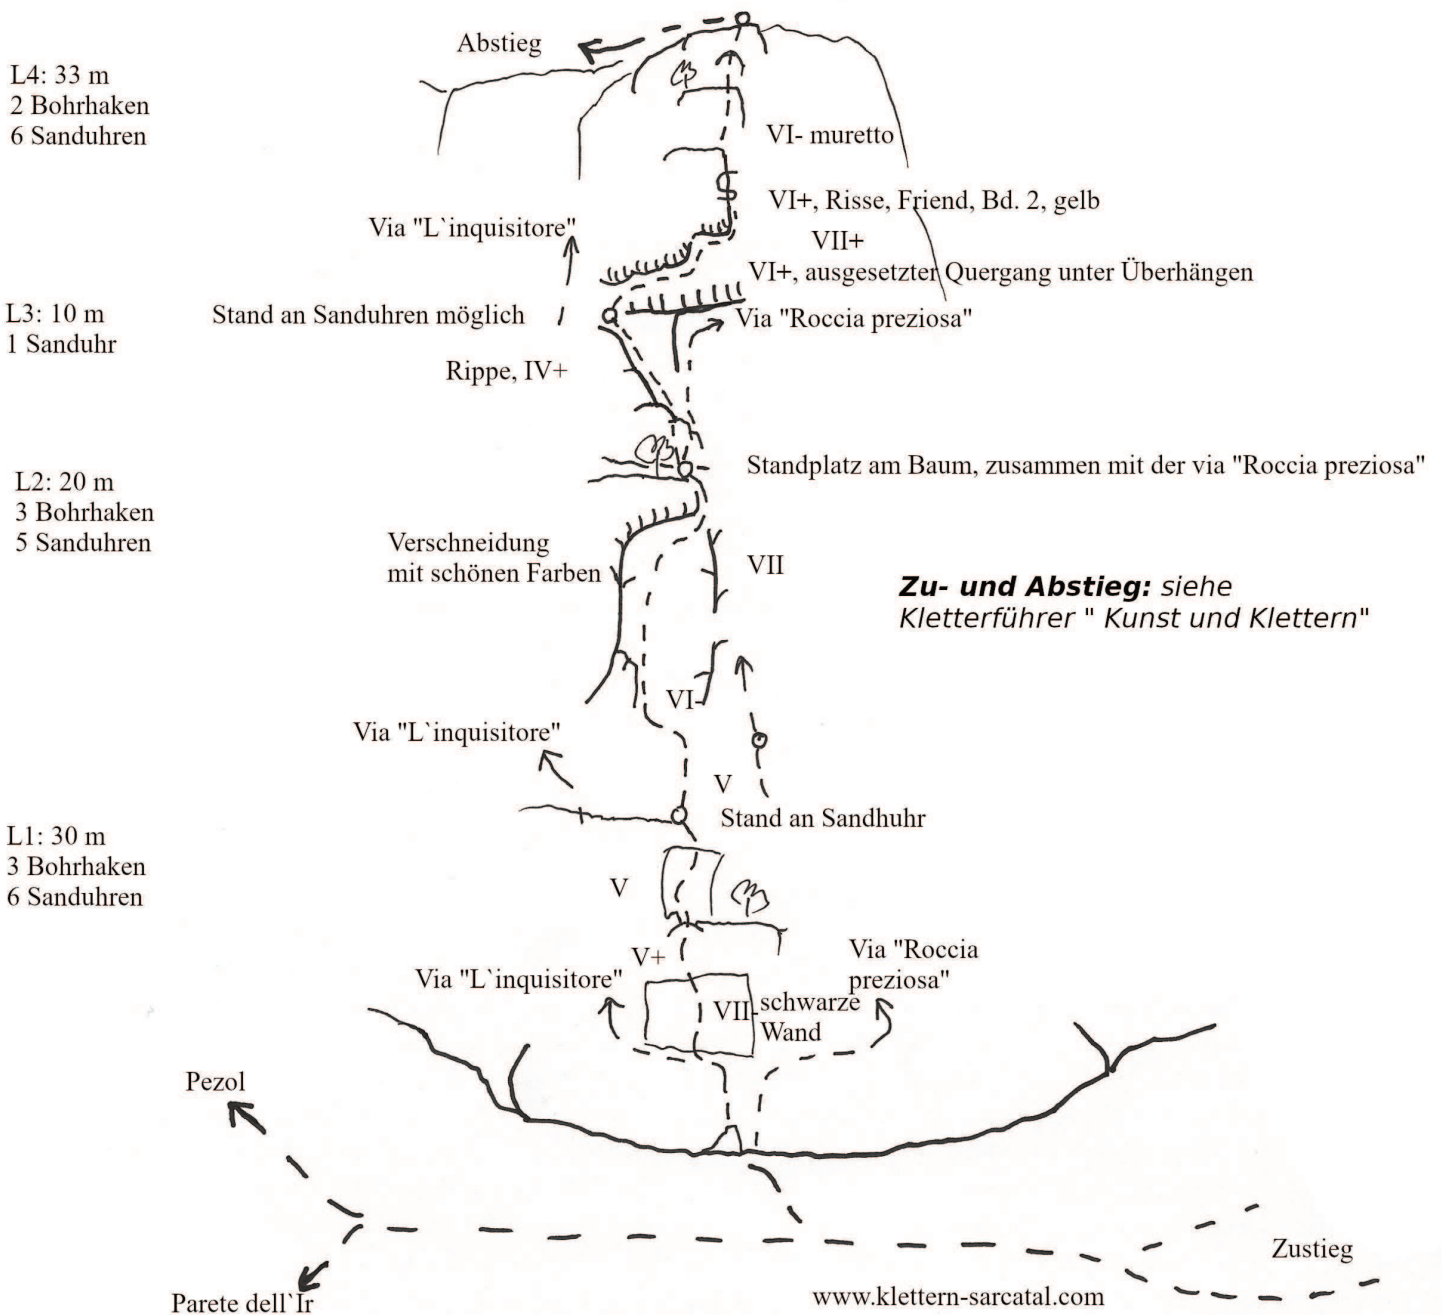 Abstieg
L4: 33 m
2 Bohrhaken
6 Sanduhren
VI- muretto
VI+, Risse, Friend, Bd. 2, gelb
Via "L`inquisitore"
VII+
VI+, ausgesetzter Quergang unter Überhängen
L3: 10 m
1 Sanduhr
Stand an Sanduhren möglich
Via "Roccia preziosa"
Rippe, IV+
Standplatz am Baum, zusammen mit der via "Roccia preziosa"
L2: 20 m
3 Bohrhaken
5 Sanduhren
Verschneidung
mit schönen Farben
VII
Zu- und Abstieg: siehe
Kletterführer " Kunst und Klettern"
VI-
Via "L`inquisitore"
V
Stand an Sandhuhr
L1: 30 m
3 Bohrhaken
6 Sanduhren
V
V+
Via "L`inquisitore"
Via "Roccia
preziosa"
VII-
schwarze
Wand
Pezol
Zustieg
Parete dell`Ir
www.klettern-sarcatal.com